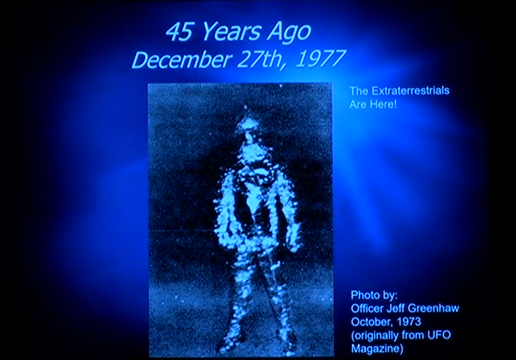 45 Years Ago
December 27th, 1977
The Extraterrestrials
Are Here!
Photo by:
Officer Jeff Greenhaw
October, 1973
(originally from UFO
Magazine)